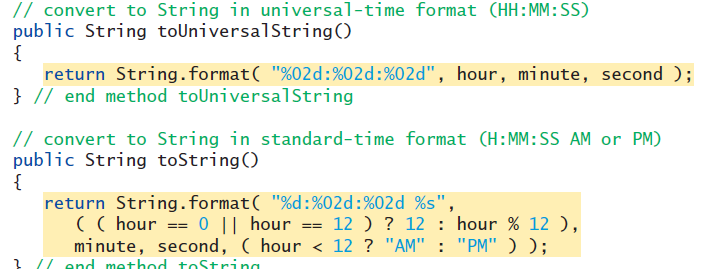 // convert to String in universal-time format (HH:MM:SS)
public String toUniversalString()
{
return String.format( "%02d:%02d:%02d", hour, minute, second );
} // end method toUniversalString
// convert to String in standard-time format (H:MM:SS AM or PM)
public String toString()
{
return String.format( "%d:%02d:%02d %s",
( ( hour == 0 || hour == 12 ) ? 12 : hour % 12 ),
minute, second, ( hour < 12 ? "AM" : "PM" ) );
} // end method toString